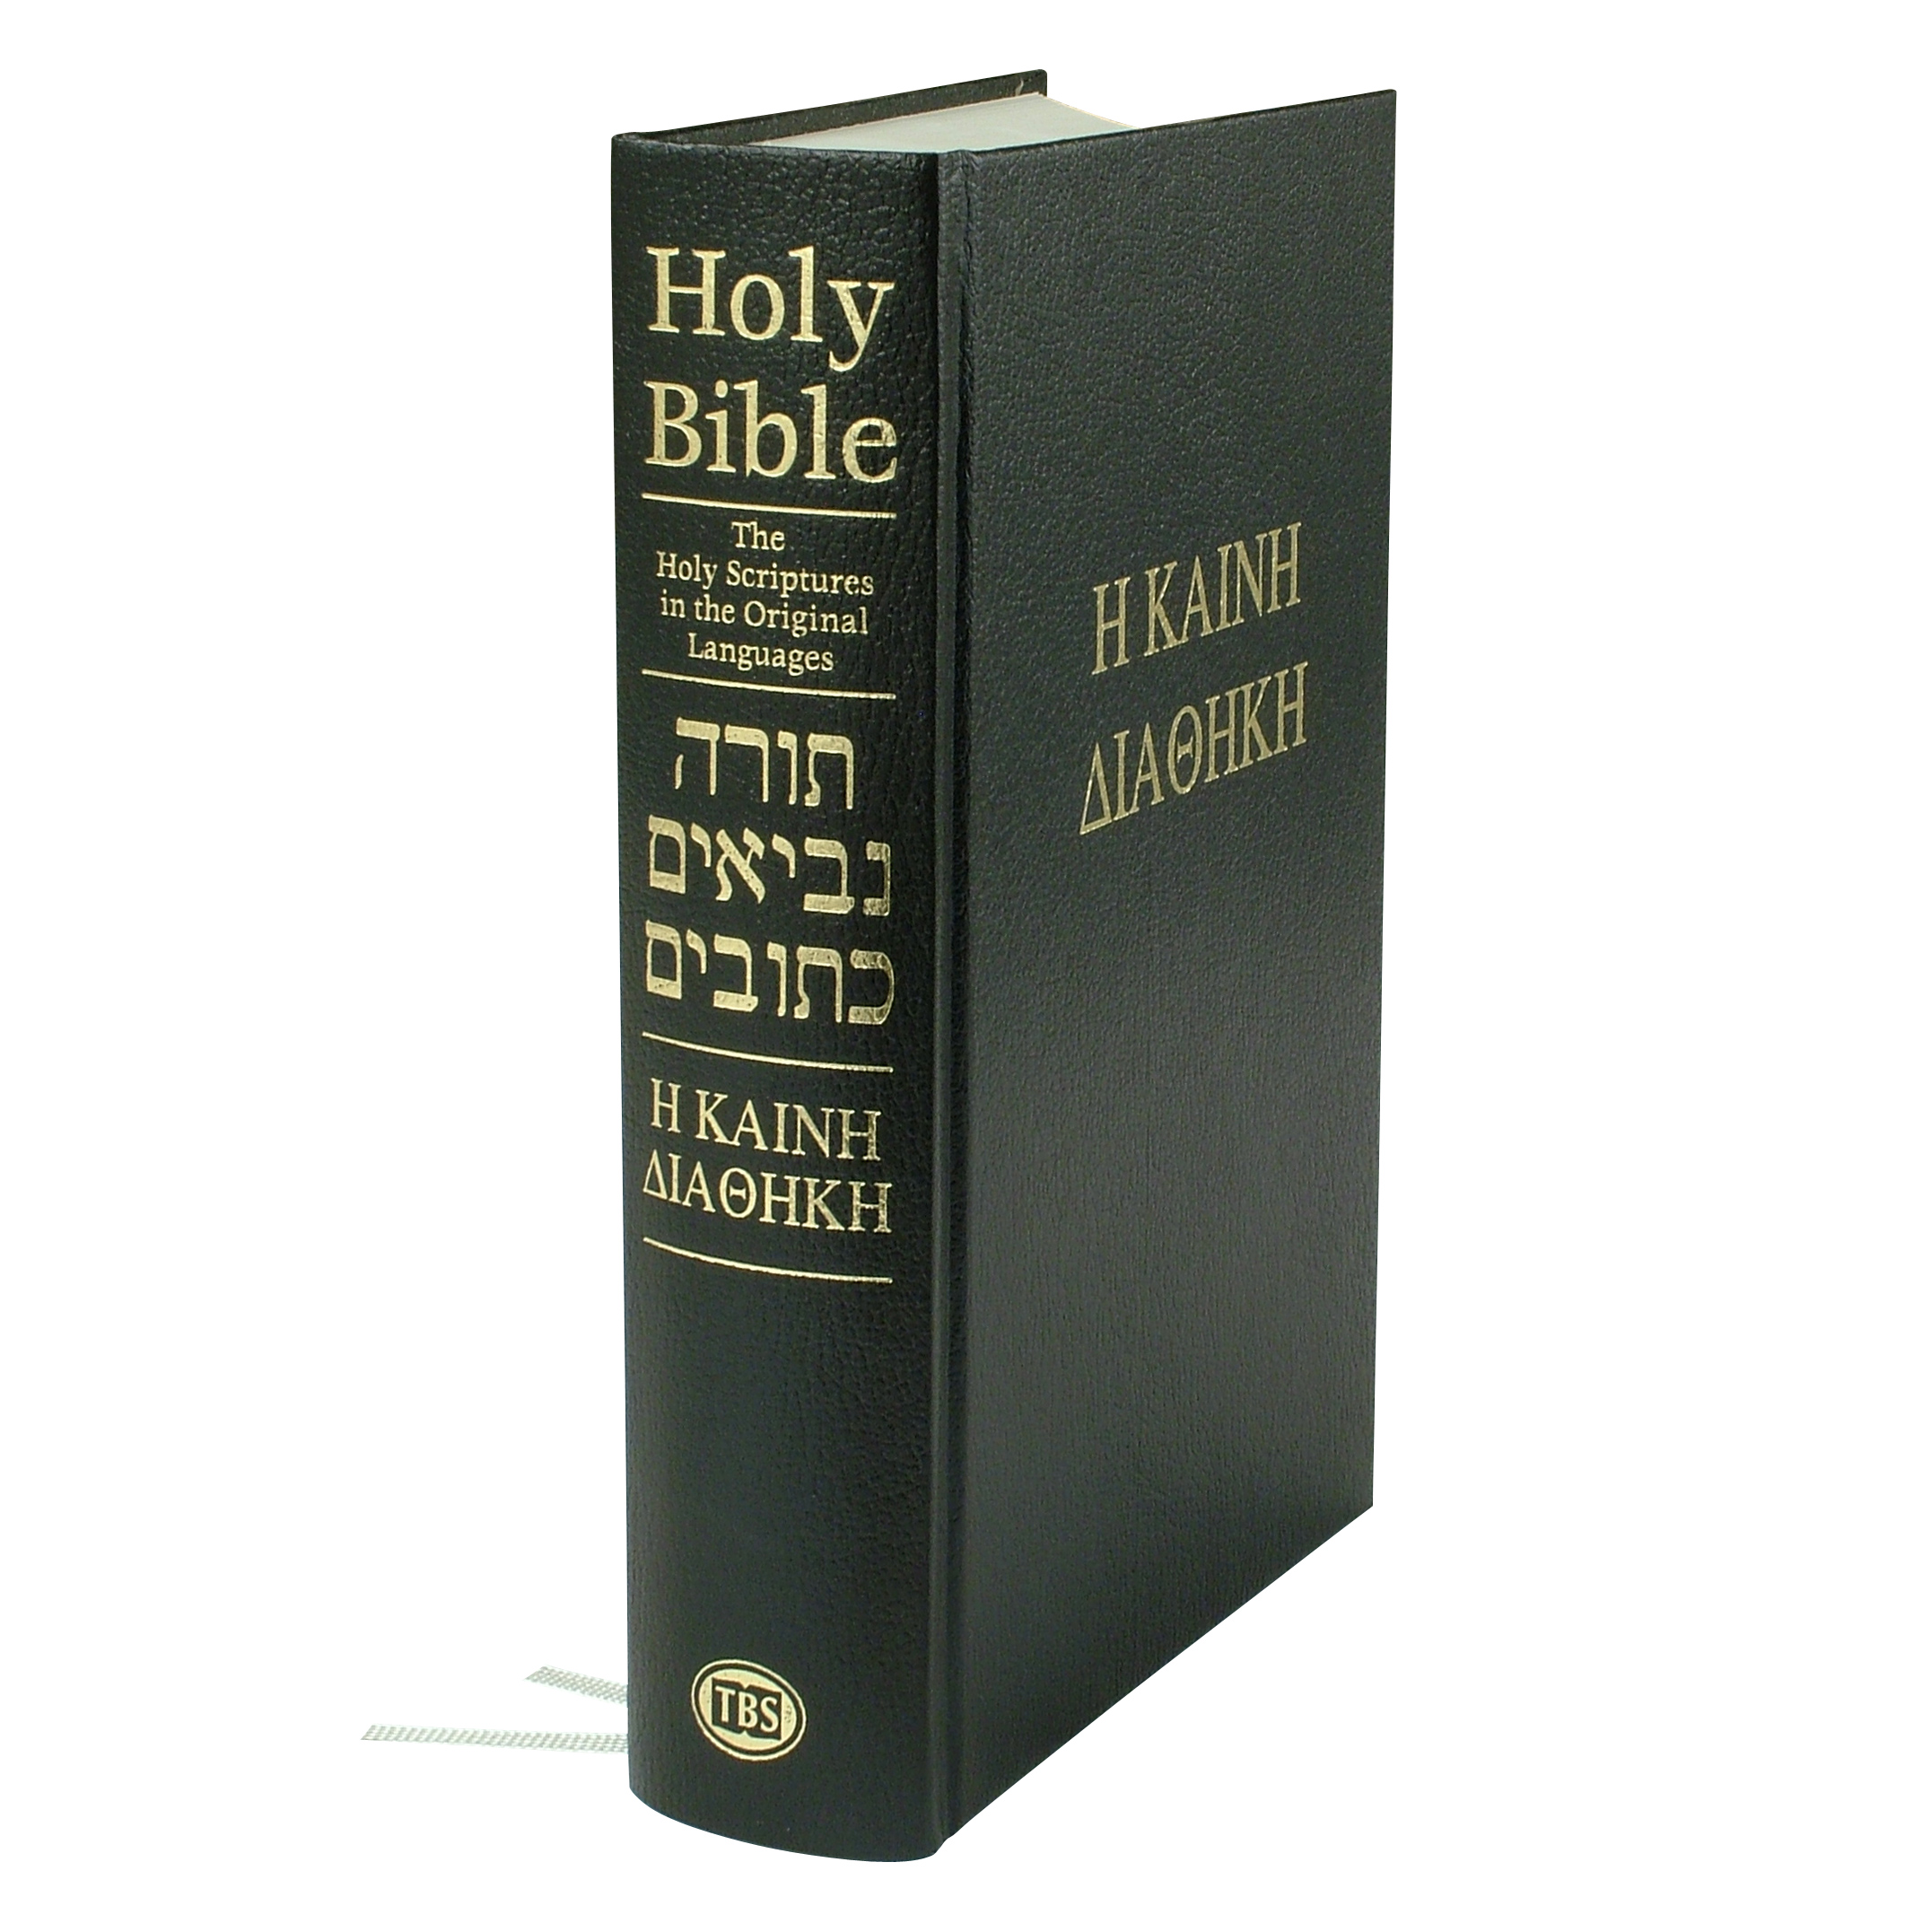 Holy
Bible
The
Holy Scriptures
in the Original
Languages
תורה
נביאים
כתובים
Η ΚΑΙΝΗ
ΔΙΑΘΗΚΗ
TBS
Η ΚΑΙΝΗ
ΔΙΑΘΗΚΗ